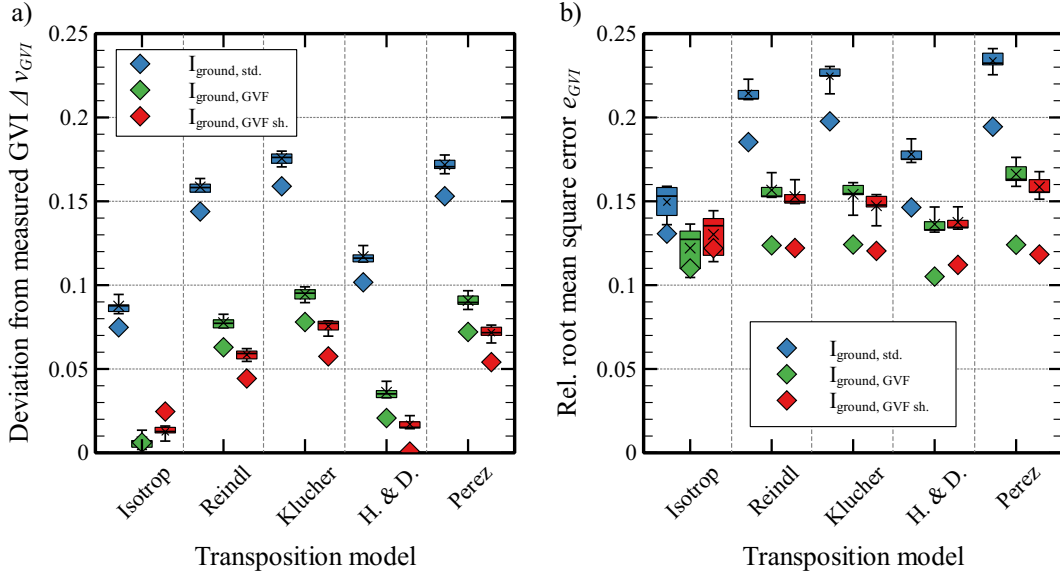 a)
Deviation from measured GVI Δ v_GVI
0.25
0.2
0.15
0.1
0.05
0
I_ground, std.
I_ground, GVF
I_ground, GVF sh.
Isotrop
Reindl
Klucher
H. & D.
Perez
Transposition model
b)
Rel. root mean square error e_GVI
0.25
0.2
0.15
0.1
0.05
0
I_ground, std.
I_ground, GVF
I_ground, GVF sh.
Isotrop
Reindl
Klucher
H. & D.
Perez
Transposition model